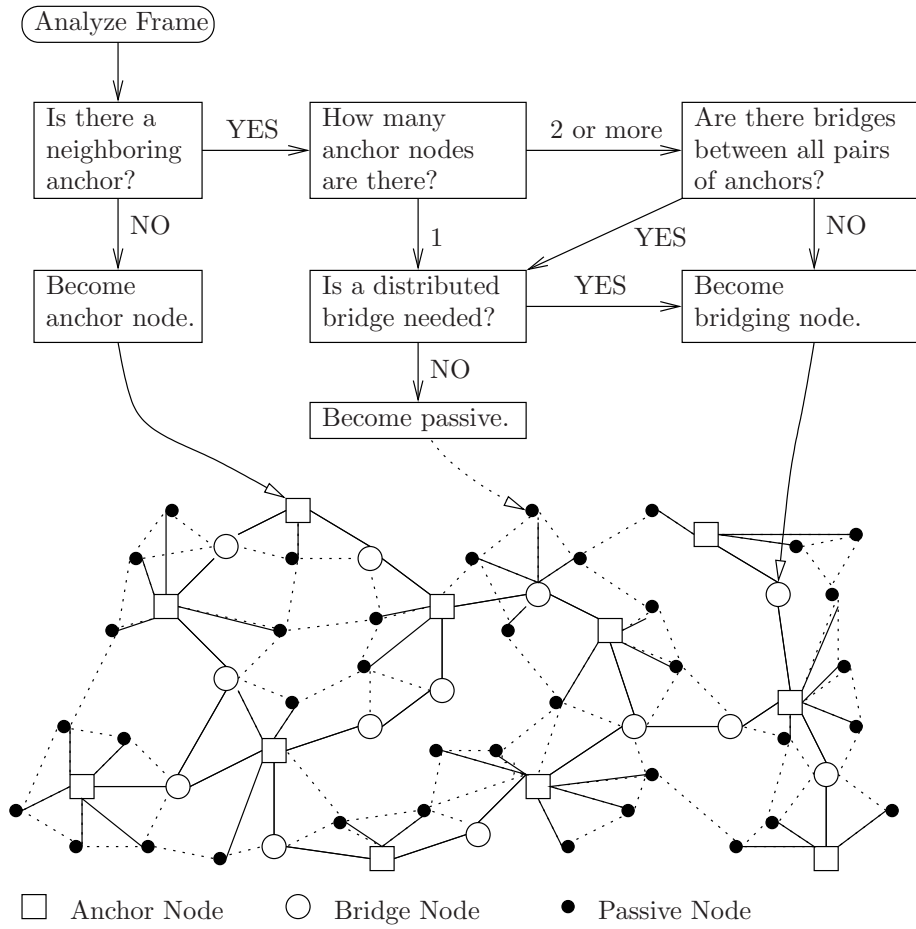 Analyze Frame
Is there a
neighboring
anchor?
YES
How many
anchor nodes
are there?
2 or more
Are there bridges
between all pairs
of anchors?
NO
1
YES
NO
Become
anchor node.
Is a distributed
bridge needed?
YES
Become
bridging node.
NO
Become passive.
Anchor Node
Bridge Node
Passive Node